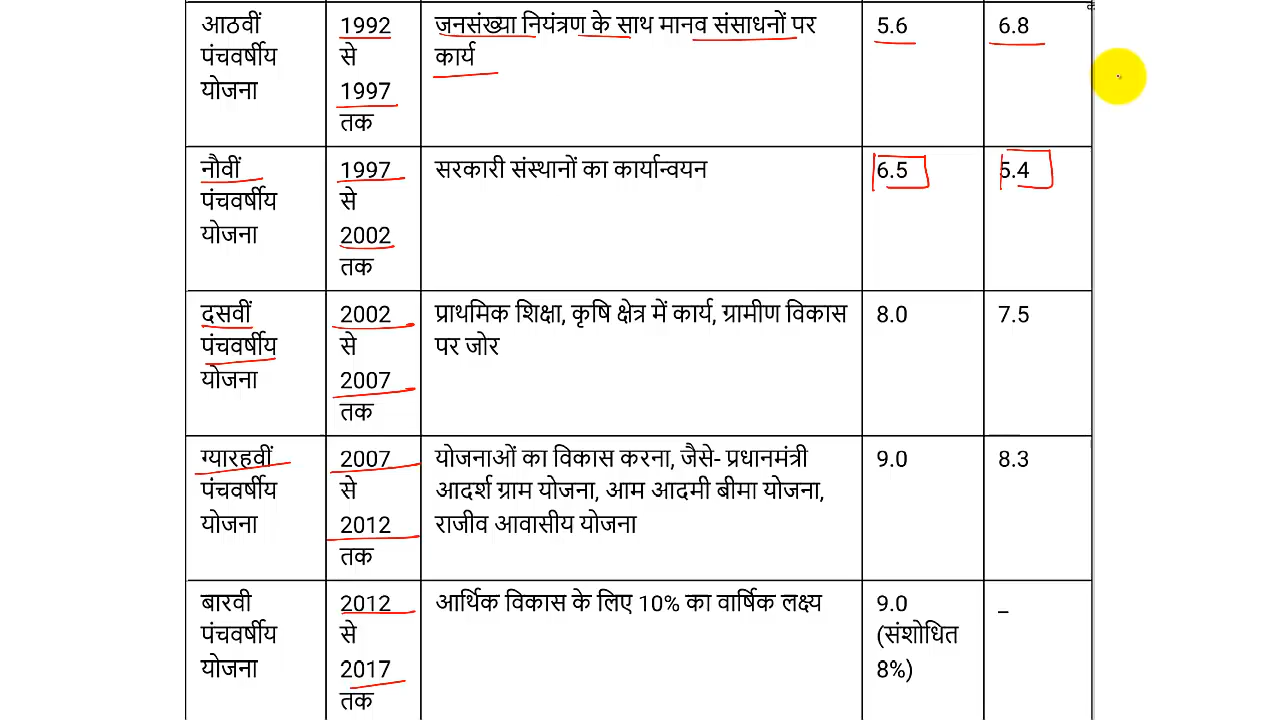 आठवीं 1992 जनसंख्या नियंत्रण के साथ मानव संसाधनों पर 5.6 6.8
पंचवर्षीय से कार्य
योजना 1997
तक
नौवीं 1997 सरकारी संस्थानों का कार्यान्वयन 6.5 5.4
पंचवर्षीय से
योजना 2002
तक
दसवीं 2002 प्राथमिक शिक्षा, कृषि क्षेत्र में कार्य, ग्रामीण विकास 8.0 7.5
पंचवर्षीय से पर जोर
योजना 2007
तक
ग्यारहवीं 2007 योजनाओं का विकास करना, जैसे- प्रधानमंत्री 9.0 8.3
पंचवर्षीय से आदर्श ग्राम योजना, आम आदमी बीमा योजना,
योजना 2012 राजीव आवासीय योजना
तक
बारवी 2012 आर्थिक विकास के लिए 10% का वार्षिक लक्ष्य 9.0 –
पंचवर्षीय से (संशोधित
योजना 2017 8%)
तक